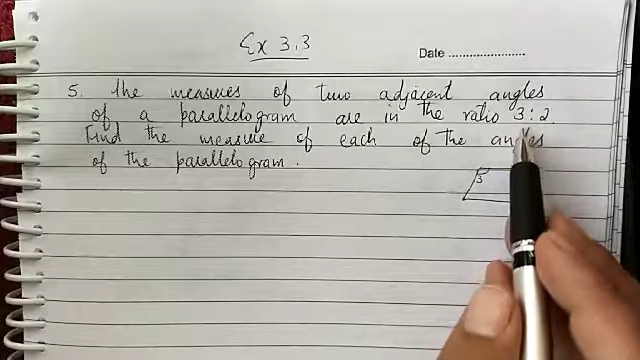 Ex 3.3
Date ........................
5. The measures of two adjacent angles
of a parallelogram are in the ratio 3:2.
Find the measure of each of the angles
of the parallelogram.
3